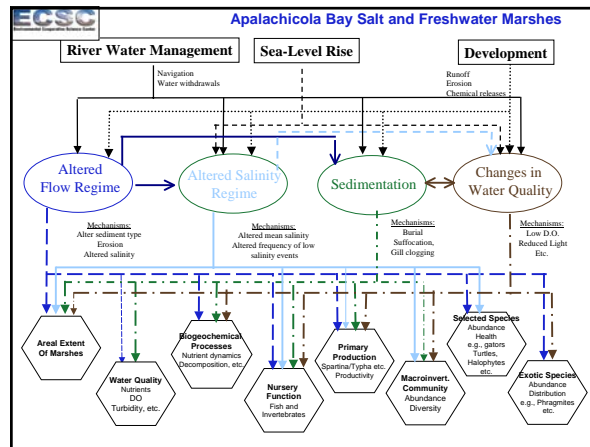 ECSC
Environmental Cooperative Science Center
Apalachicola Bay Salt and Freshwater Marshes
River Water Management
Sea-Level Rise
Development
Navigation
Water withdrawals
Runoff
Erosion
Chemical releases
Altered
Flow Regime
Altered Salinity
Regime
Sedimentation
Changes in
Water Quality
Mechanisms:
Alter sediment type
Erosion
Altered salinity
Mechanisms:
Altered mean salinity
Altered frequency of low
salinity events
Mechanisms:
Burial
Suffocation,
Gill clogging
Mechanisms:
Low D.O.
Reduced Light
Etc.
Areal Extent
Of Marshes
Water Quality
Nutrients
DO
Turbidity, etc.
Biogeochemical
Processes
Nutrient dynamics
Decomposition, etc.
Nursery
Function
Fish and
Invertebrates
Primary
Production
Spartina/Typha etc.
Productivity
Macroinvert.
Community
Abundance
Diversity
Selected Species
Abundance
Health
e.g., gators
Turtles,
Halophytes
etc.
Exotic Species
Abundance
Distribution
e.g., Phragmites
etc.